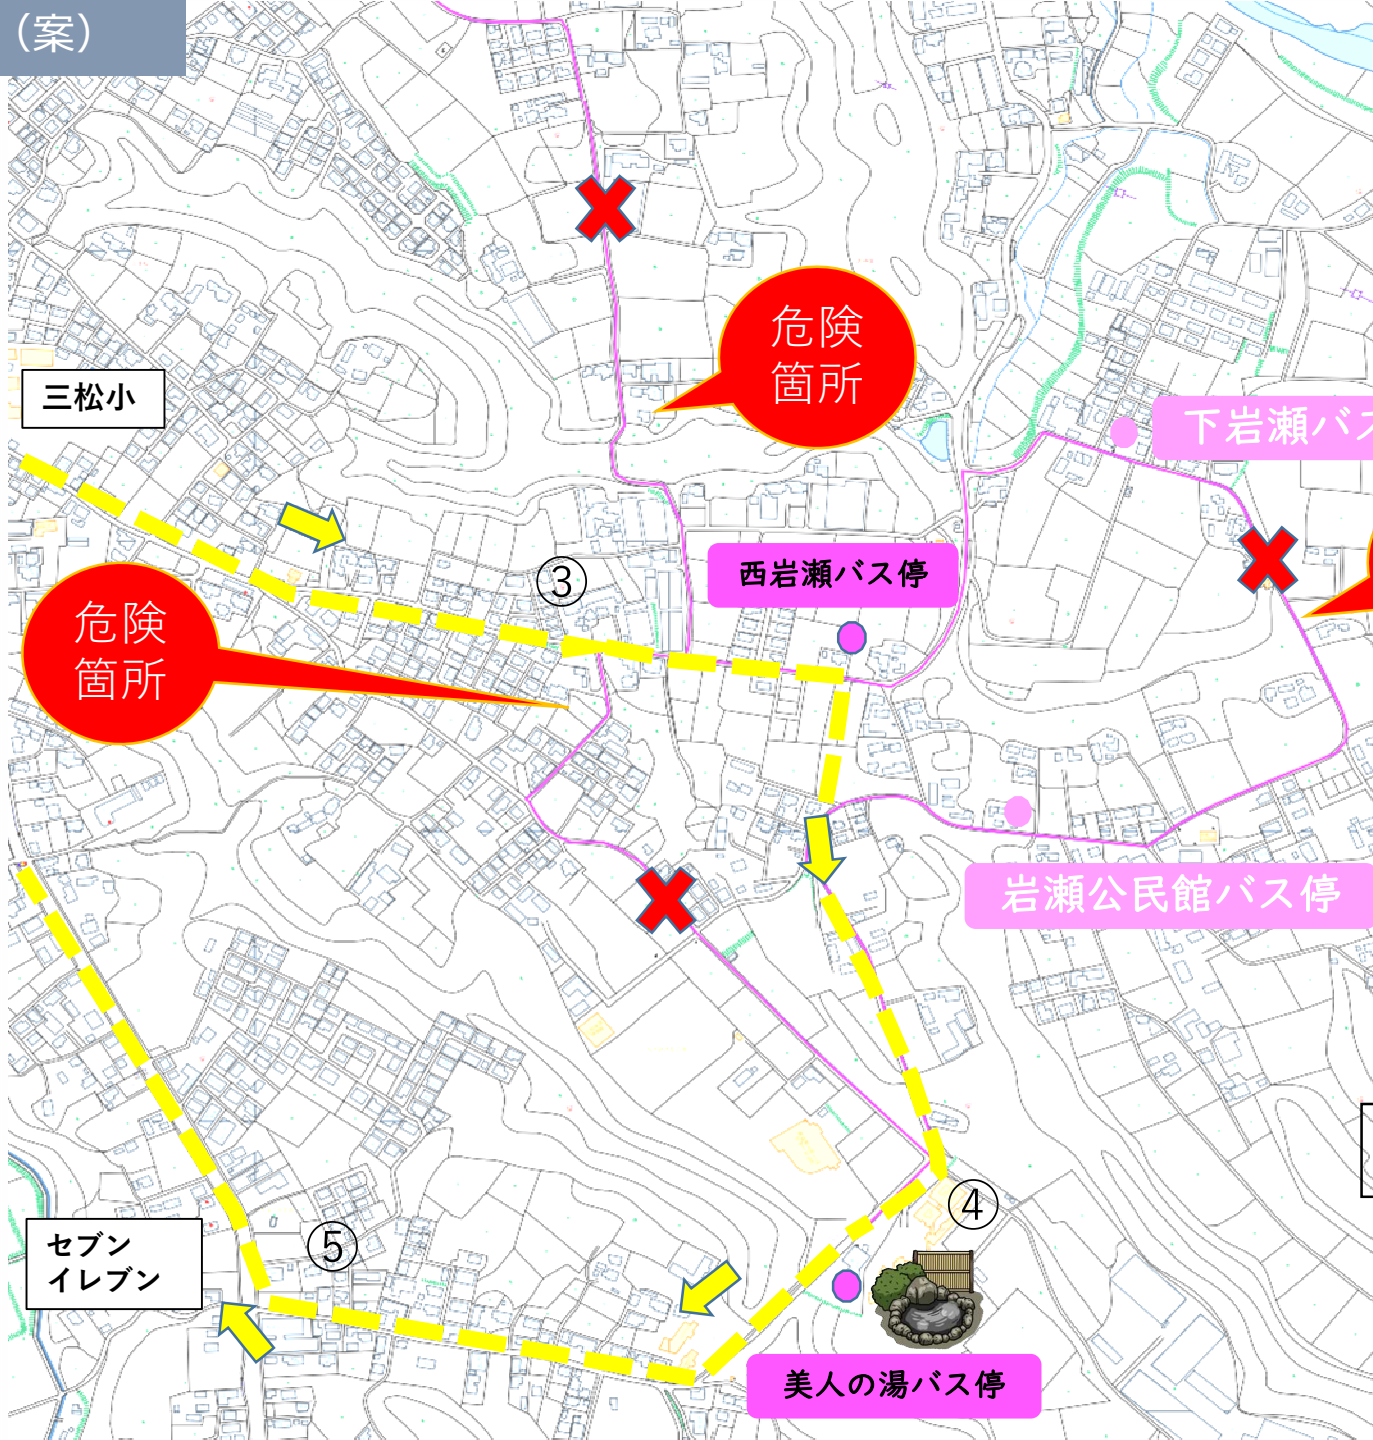 （案）
危険
箇所
三松小
下岩瀬バス
③
西岩瀬バス停
危険
箇所
岩瀬公民館バス停
④
セブン
イレブン
⑤
美人の湯バス停